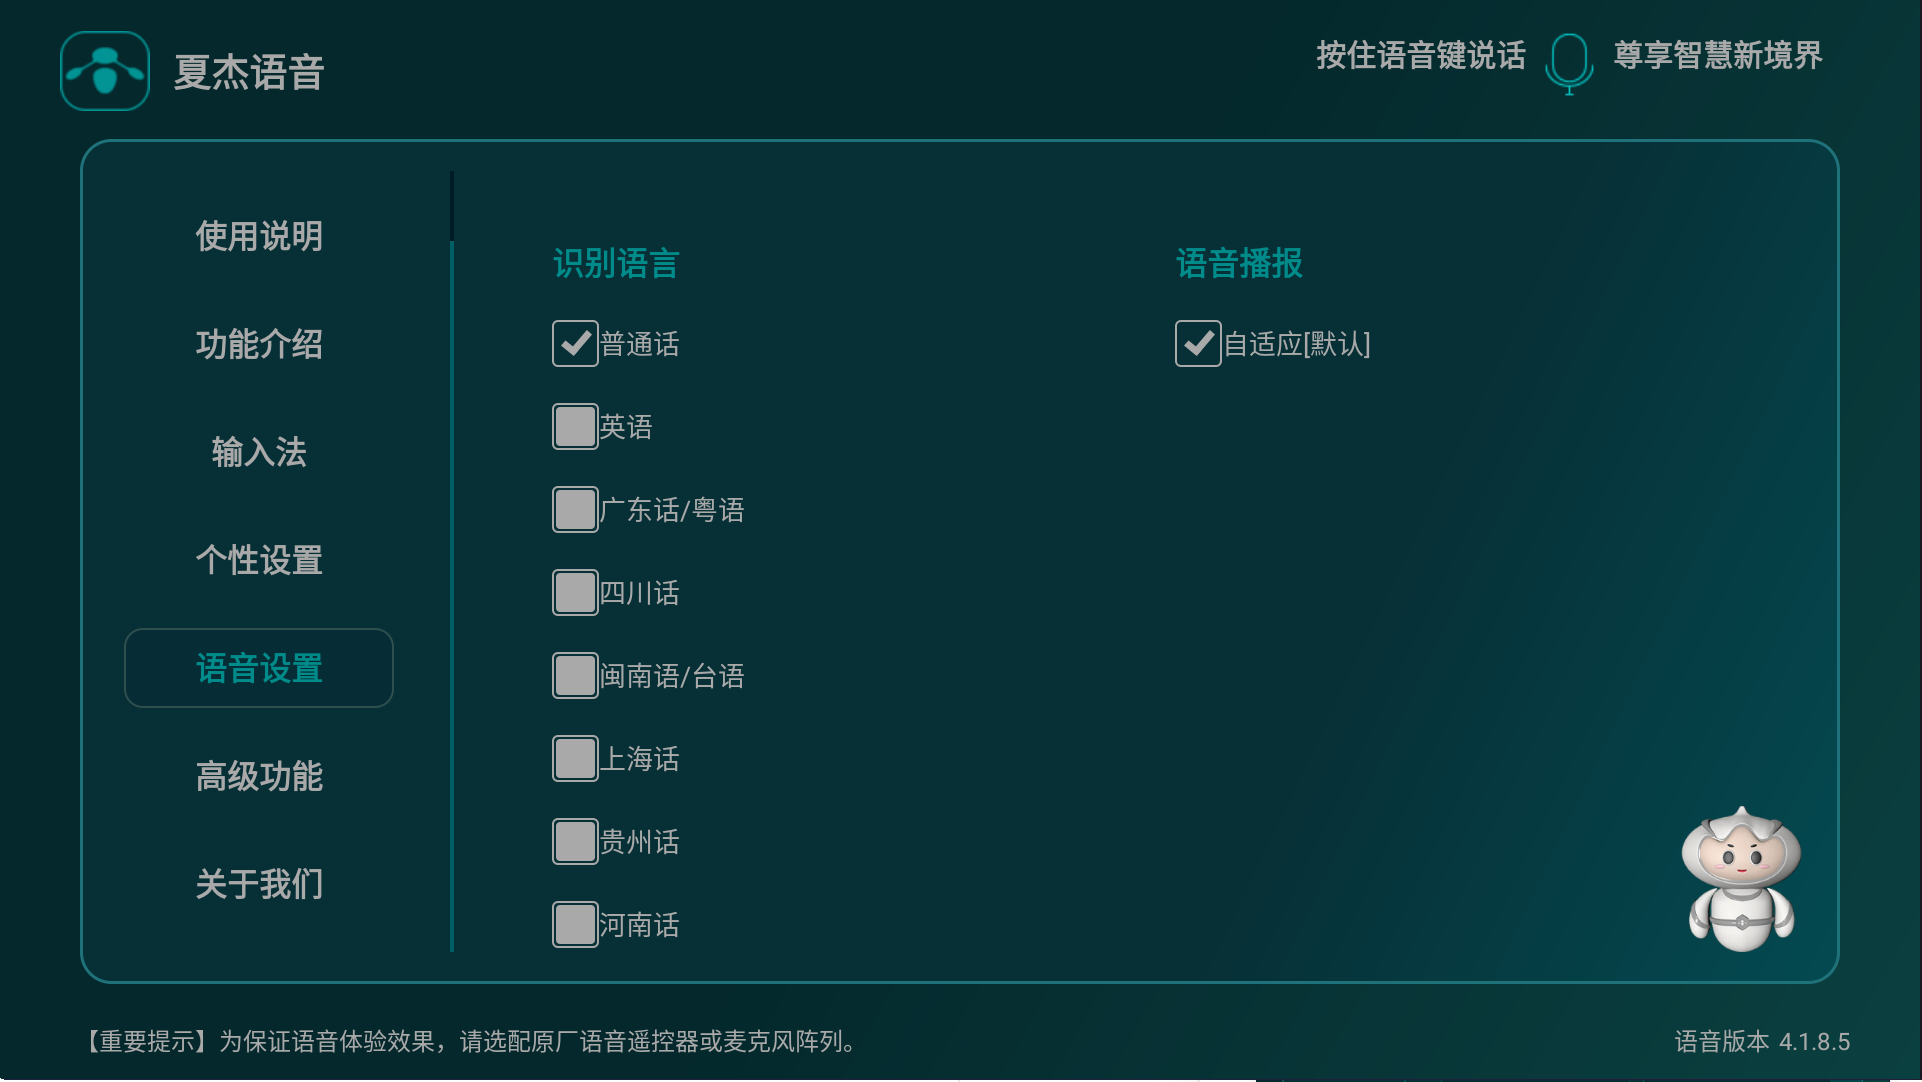 夏杰语音
按住语音键说话
尊享智慧新境界
使用说明
功能介绍
输入法
个性设置
语音设置
高级功能
关于我们
识别语言
普通话
英语
广东话/粤语
四川话
闽南语/台语
上海话
贵州话
河南话
语音播报
自适应[默认]
【重要提示】为保证语音体验效果，请选配原厂语音遥控器或麦克风阵列。
语音版本 4.1.8.5